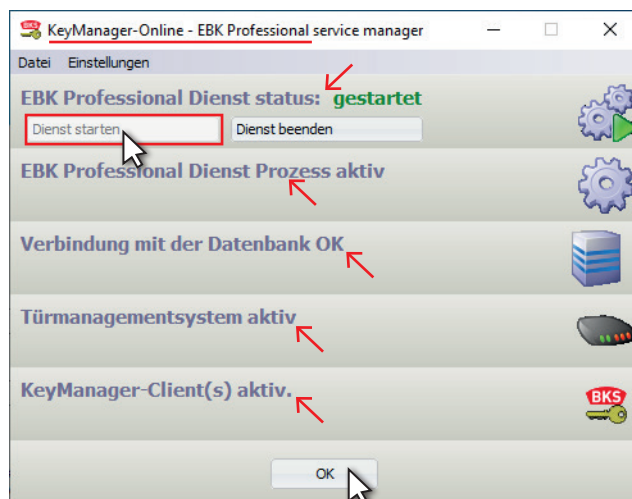 BKS KeyManager-Online - EBK Professional service manager
Datei Einstellungen
EBK Professional Dienst status: gestartet
Dienst starten Dienst beenden
EBK Professional Dienst Prozess aktiv
Verbindung mit der Datenbank OK
Türmanagementsystem aktiv
KeyManager-Client(s) aktiv.
BKS
OK